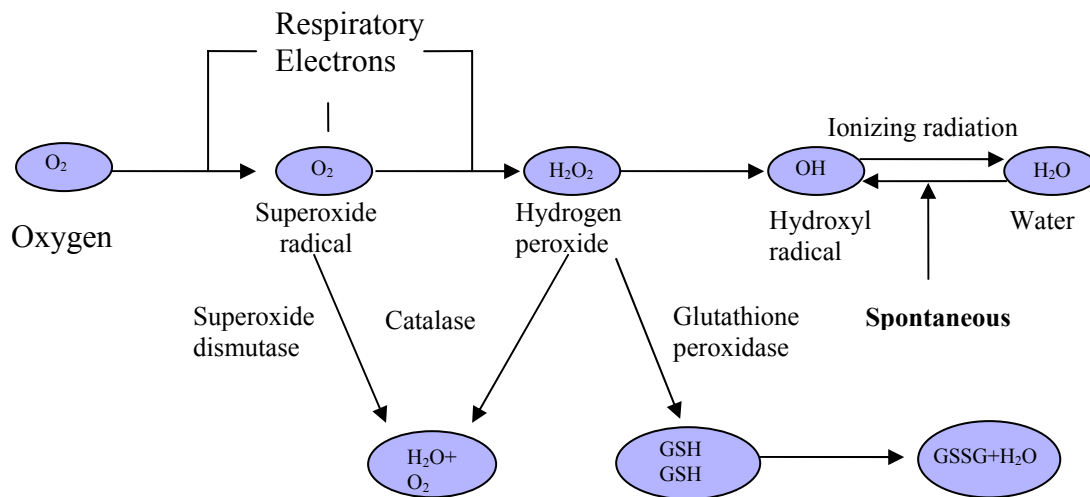 Respiratory
Electrons
Ionizing radiation
O₂
O₂
H₂O₂
OH
H₂O
Oxygen
Superoxide
radical
Hydrogen
peroxide
Hydroxyl
radical
Water
Superoxide
dismutase
Catalase
Glutathione
peroxidase
Spontaneous
H₂O+
O₂
GSH
GSH
GSSG+H₂O